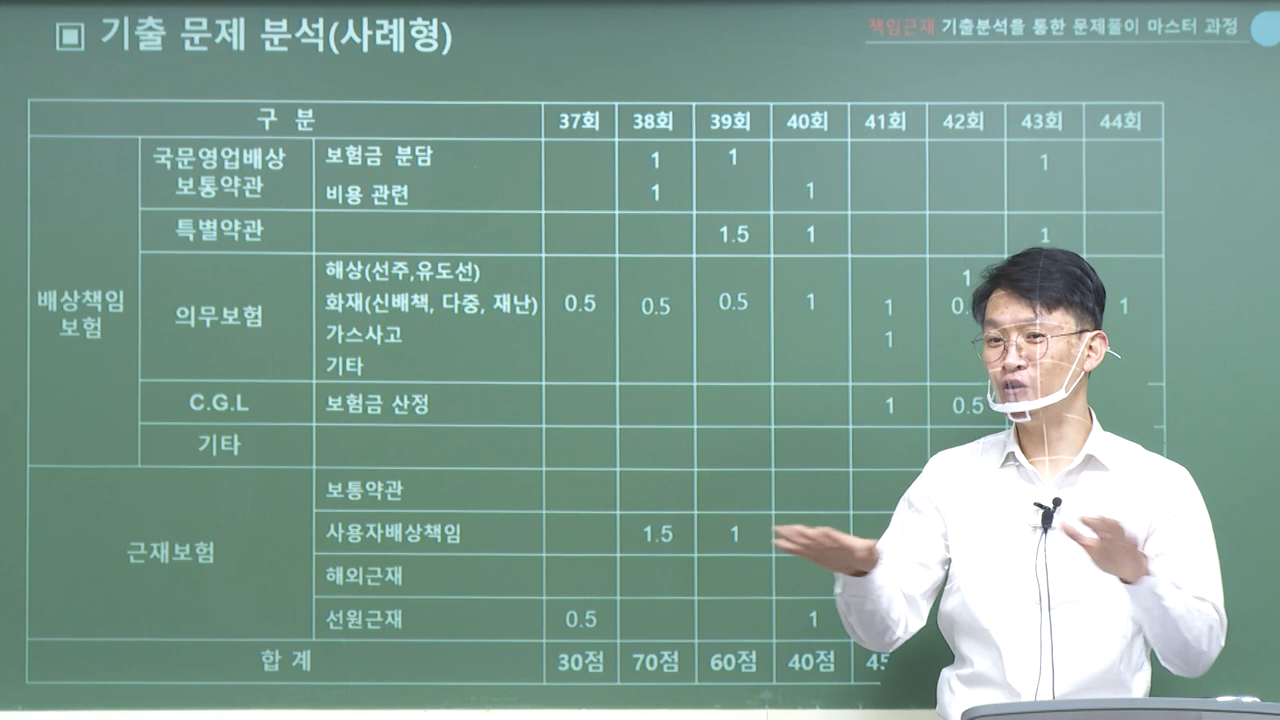 ▣ 기출 문제 분석(사례형)
책임근재 기출분석을 통한 문제풀이 마스터 과정
구 분 37회 38회 39회 40회 41회 42회 43회 44회
배상책임
보험
국문영업배상
보통약관
보험금 분담 1 1 1
비용 관련 1 1
특별약관 1.5 1 1
의무보험
해상(선주,유도선) 1
화재(신배책, 다중, 재난) 0.5 0.5 0.5 1 1 0. 1
가스사고 1
기타
C.G.L 보험금 산정 1 0.5
기타
근재보험
보통약관
사용자배상책임 1.5 1
해외근재
선원근재 0.5 1
합 계 30점 70점 60점 40점 45